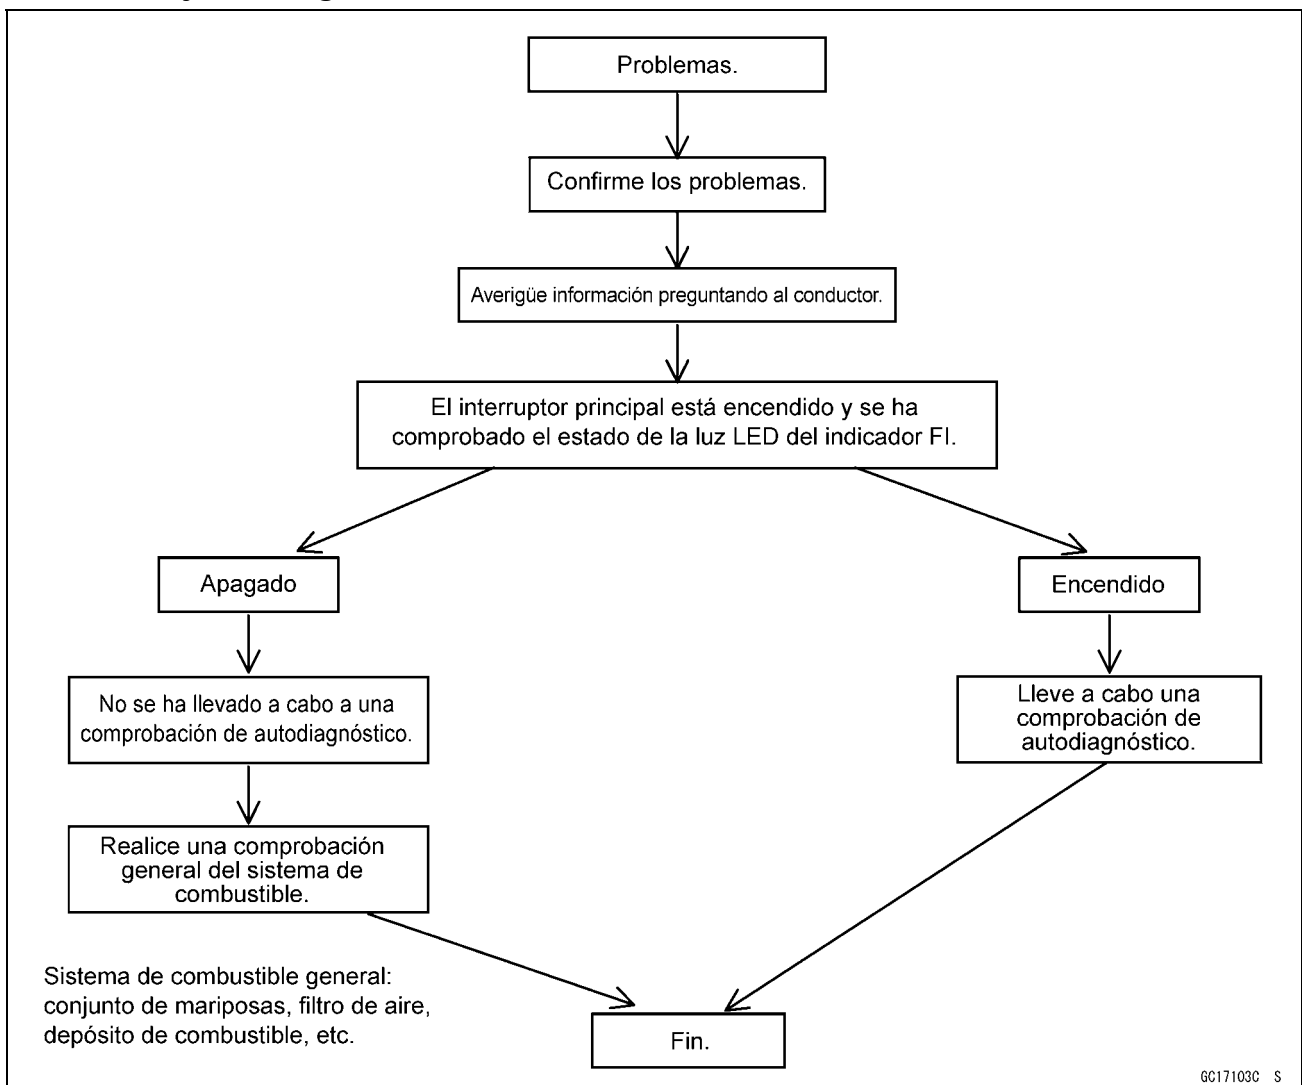 Problemas.
Confirme los problemas.
Averigüe información preguntando al conductor.
El interruptor principal está encendido y se ha
comprobado el estado de la luz LED del indicador FI.
Apagado
Encendido
No se ha llevado a cabo a una
comprobación de autodiagnóstico.
Lleve a cabo una
comprobación de
autodiagnóstico.
Realice una comprobación
general del sistema de
combustible.
Sistema de combustible general:
conjunto de mariposas, filtro de aire,
depósito de combustible, etc.
Fin.
GC17103C S